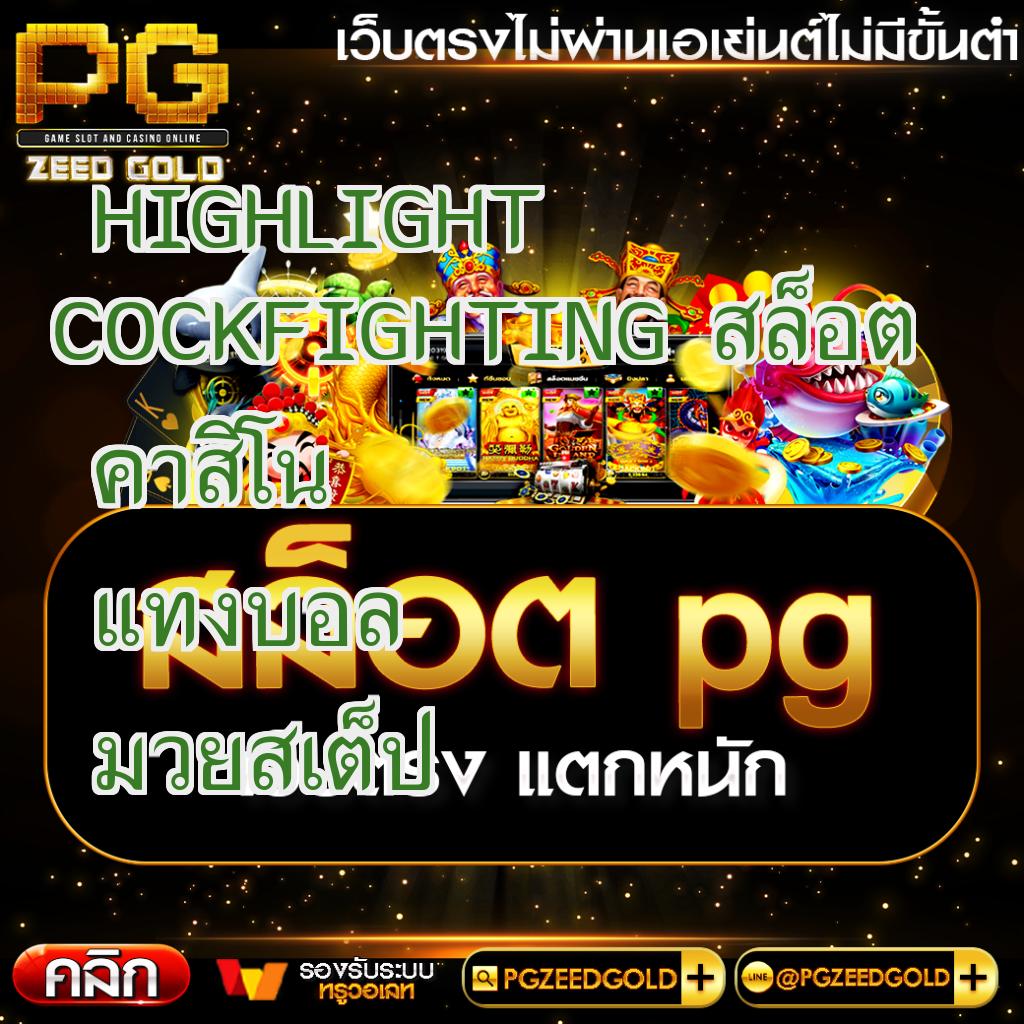 เว็บตรงไม่ผ่านเอเย่นต์ไม่มีขั้นต่ำ
PG
GAME SLOT AND CASINO ONLINE
ZEED GOLD
HIGHLIGHT
COCKFIGHTING สล็อต
คาสิโน
สล็อต pg
แทงบอล
มวยสเต็ป
แตกหนัก
คลิก
รองรับระบบ
ทรูวอเลท
PGZEEDGOLD
LINE @PGZEEDGOLD